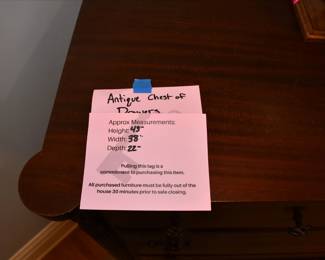 Antique Chest of
Drawers
Approx Measurements:
Height: 43"
Width: 38"
Depth: 22"
Pulling this tag is a
commitment to purchasing this item.
All purchased furniture must be fully out of the
house 30 minutes prior to sale closing.